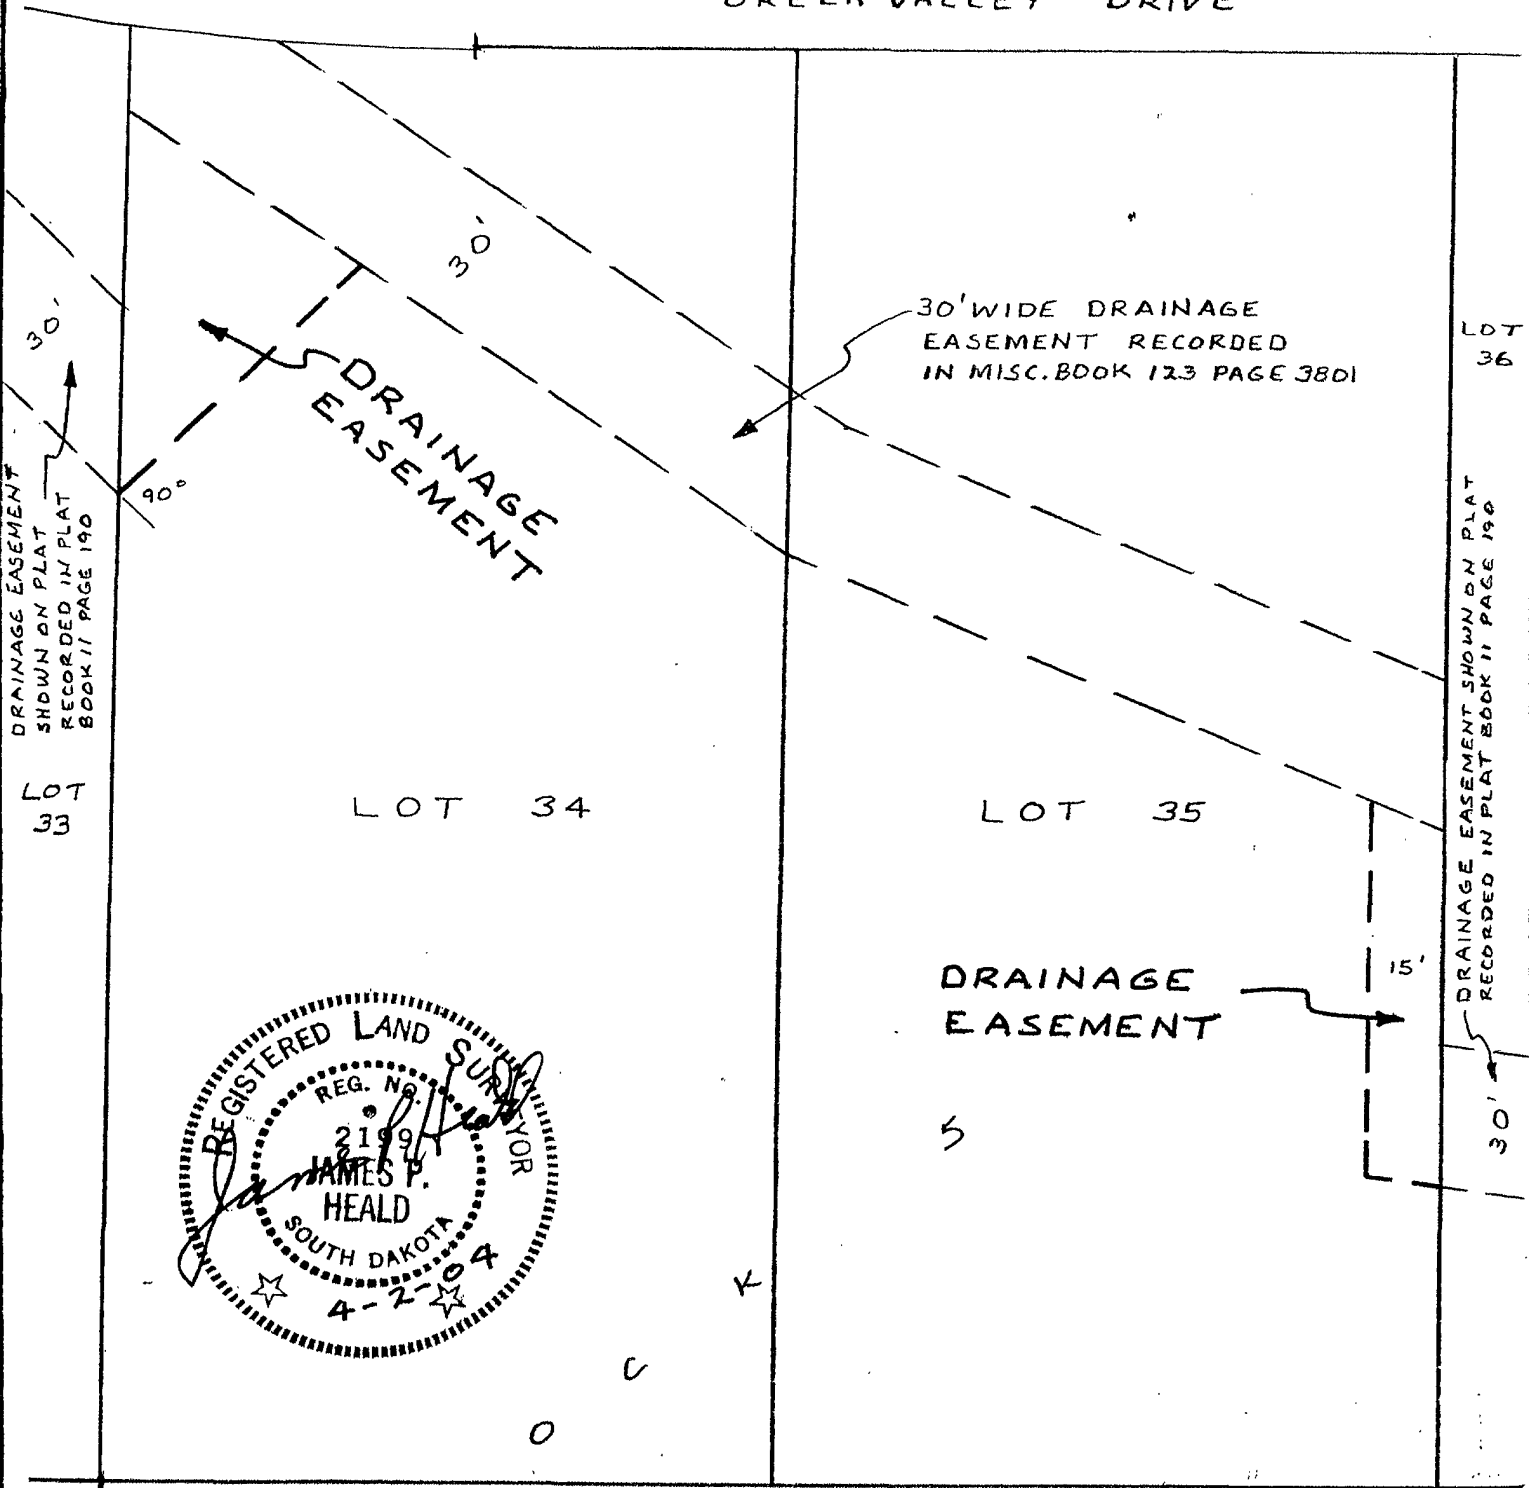 VALLEY DRIVE
30'
30' WIDE DRAINAGE
EASEMENT RECORDED
IN MISC. BOOK 123 PAGE 3801
LOT
36
30'
DRAINAGE
EASEMENT
90°
DRAINAGE EASEMENT
SHOWN ON PLAT
RECORDED IN PLAT
BOOK 11 PAGE 190
DRAINAGE EASEMENT SHOWN ON PLAT
RECORDED IN PLAT BOOK 11 PAGE 190
LOT
33
LOT 34
LOT 35
DRAINAGE
EASEMENT
15'
30'
REGISTERED LAND SURVEYOR
REG. NO.
2199
JAMES P.
HEALD
SOUTH DAKOTA
4-2-04
O C K 5